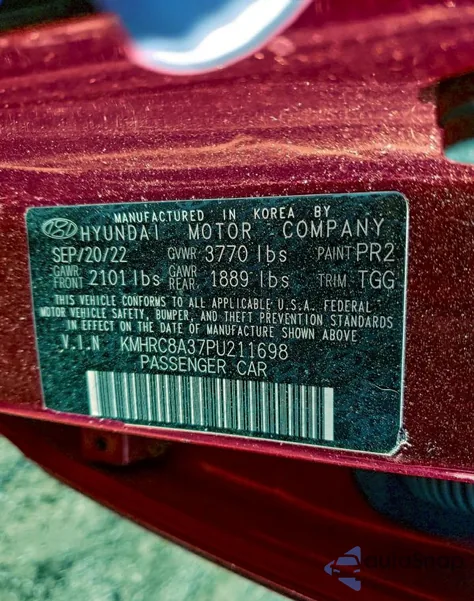 MANUFACTURED IN KOREA BY
HYUNDAI MOTOR COMPANY
SEP/20/22 GVWR 3770 lbs PAINT PR2
GAWR FRONT 2101 lbs GAWR REAR. 1889 lbs TRIM. TGG
THIS VEHICLE CONFORMS TO ALL APPLICABLE U.S.A. FEDERAL
MOTOR VEHICLE SAFETY, BUMPER, AND THEFT PREVENTION STANDARDS
IN EFFECT ON THE DATE OF MANUFACTURE SHOWN ABOVE
V.I.N KMHRC8A37PU211698
PASSENGER CAR
autoSnap